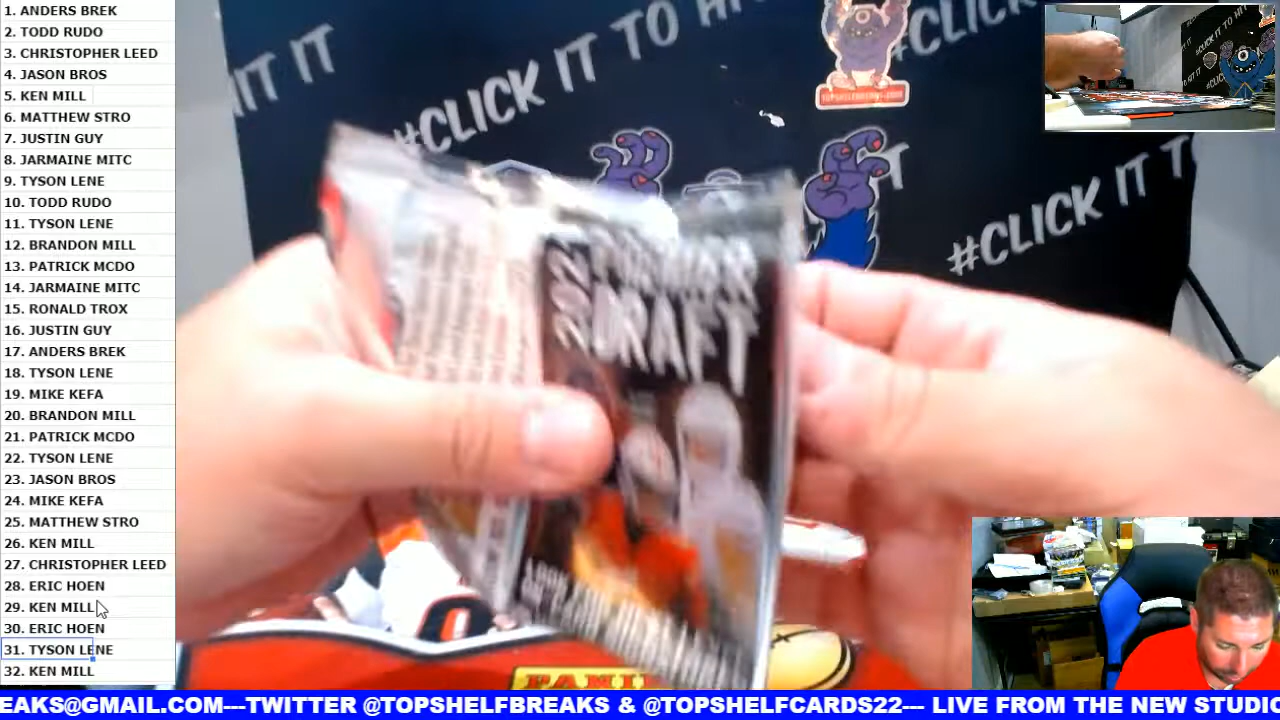 1. ANDERS BREK
2. TODD RUDO
3. CHRISTOPHER LEED
4. JASON BROS
5. KEN MILL
6. MATTHEW STRO
7. JUSTIN GUY
8. JARMAINE MITC
9. TYSON LENE
10. TODD RUDO
11. TYSON LENE
12. BRANDON MILL
13. PATRICK MCDO
14. JARMAINE MITC
15. RONALD TROX
16. JUSTIN GUY
17. ANDERS BREK
18. TYSON LENE
19. MIKE KEFA
20. BRANDON MILL
21. PATRICK MCDO
22. TYSON LENE
23. JASON BROS
24. MIKE KEFA
25. MATTHEW STRO
26. KEN MILL
27. CHRISTOPHER LEED
28. ERIC HOEN
29. KEN MILL
30. ERIC HOEN
31. TYSON LENE
32. KEN MILL
HIT IT
#CLICK IT TO HI
#CLICK
TOPSHELFBREAKS.COM
#CLICK IT T
DRAFT
PANINI
EAKS@GMAIL.COM---TWITTER @TOPSHELFBREAKS & @TOPSHELFCARDS22--- LIVE FROM THE NEW STUDIO